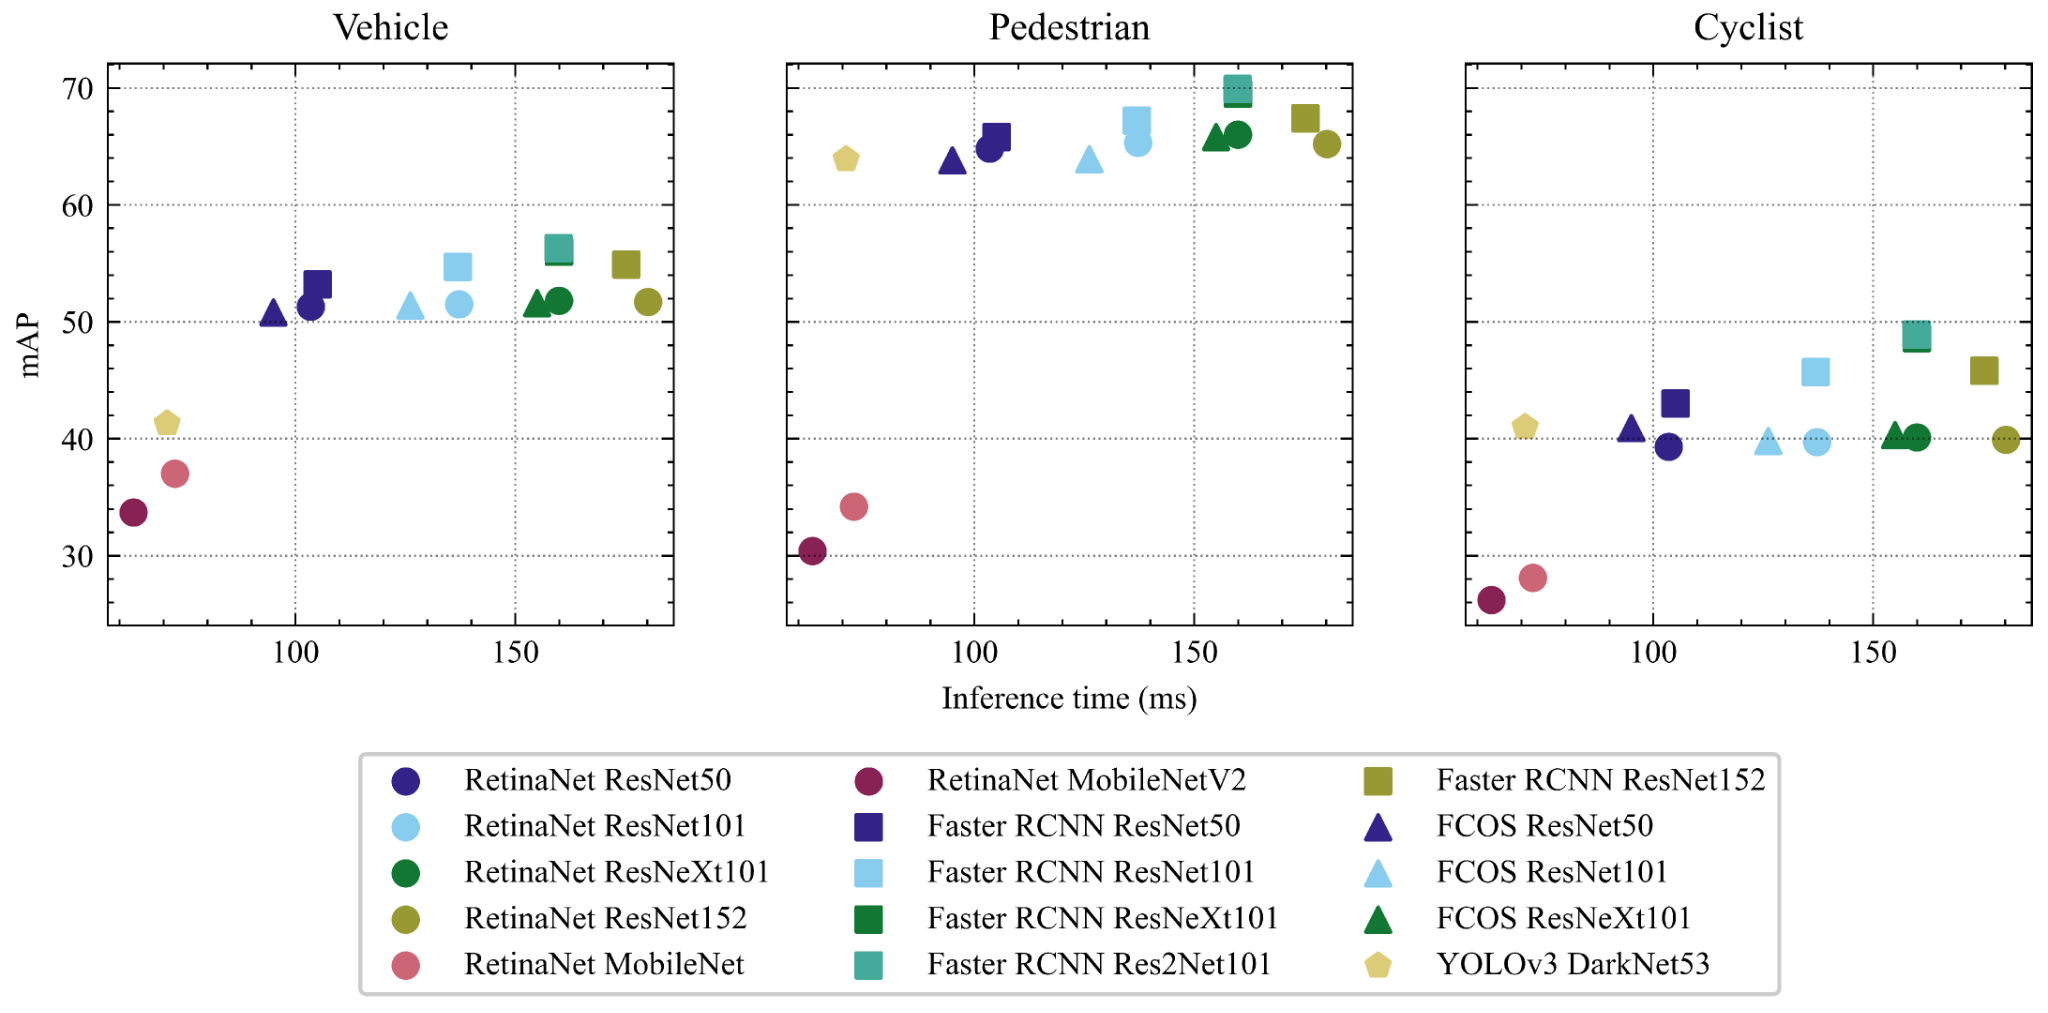 Vehicle
Pedestrian
Cyclist
mAP
70
60
50
40
30
100 150
100 150
100 150
Inference time (ms)
RetinaNet ResNet50
RetinaNet ResNet101
RetinaNet ResNeXt101
RetinaNet ResNet152
RetinaNet MobileNet
RetinaNet MobileNetV2
Faster RCNN ResNet50
Faster RCNN ResNet101
Faster RCNN ResNeXt101
Faster RCNN Res2Net101
Faster RCNN ResNet152
FCOS ResNet50
FCOS ResNet101
FCOS ResNeXt101
YOLOv3 DarkNet53